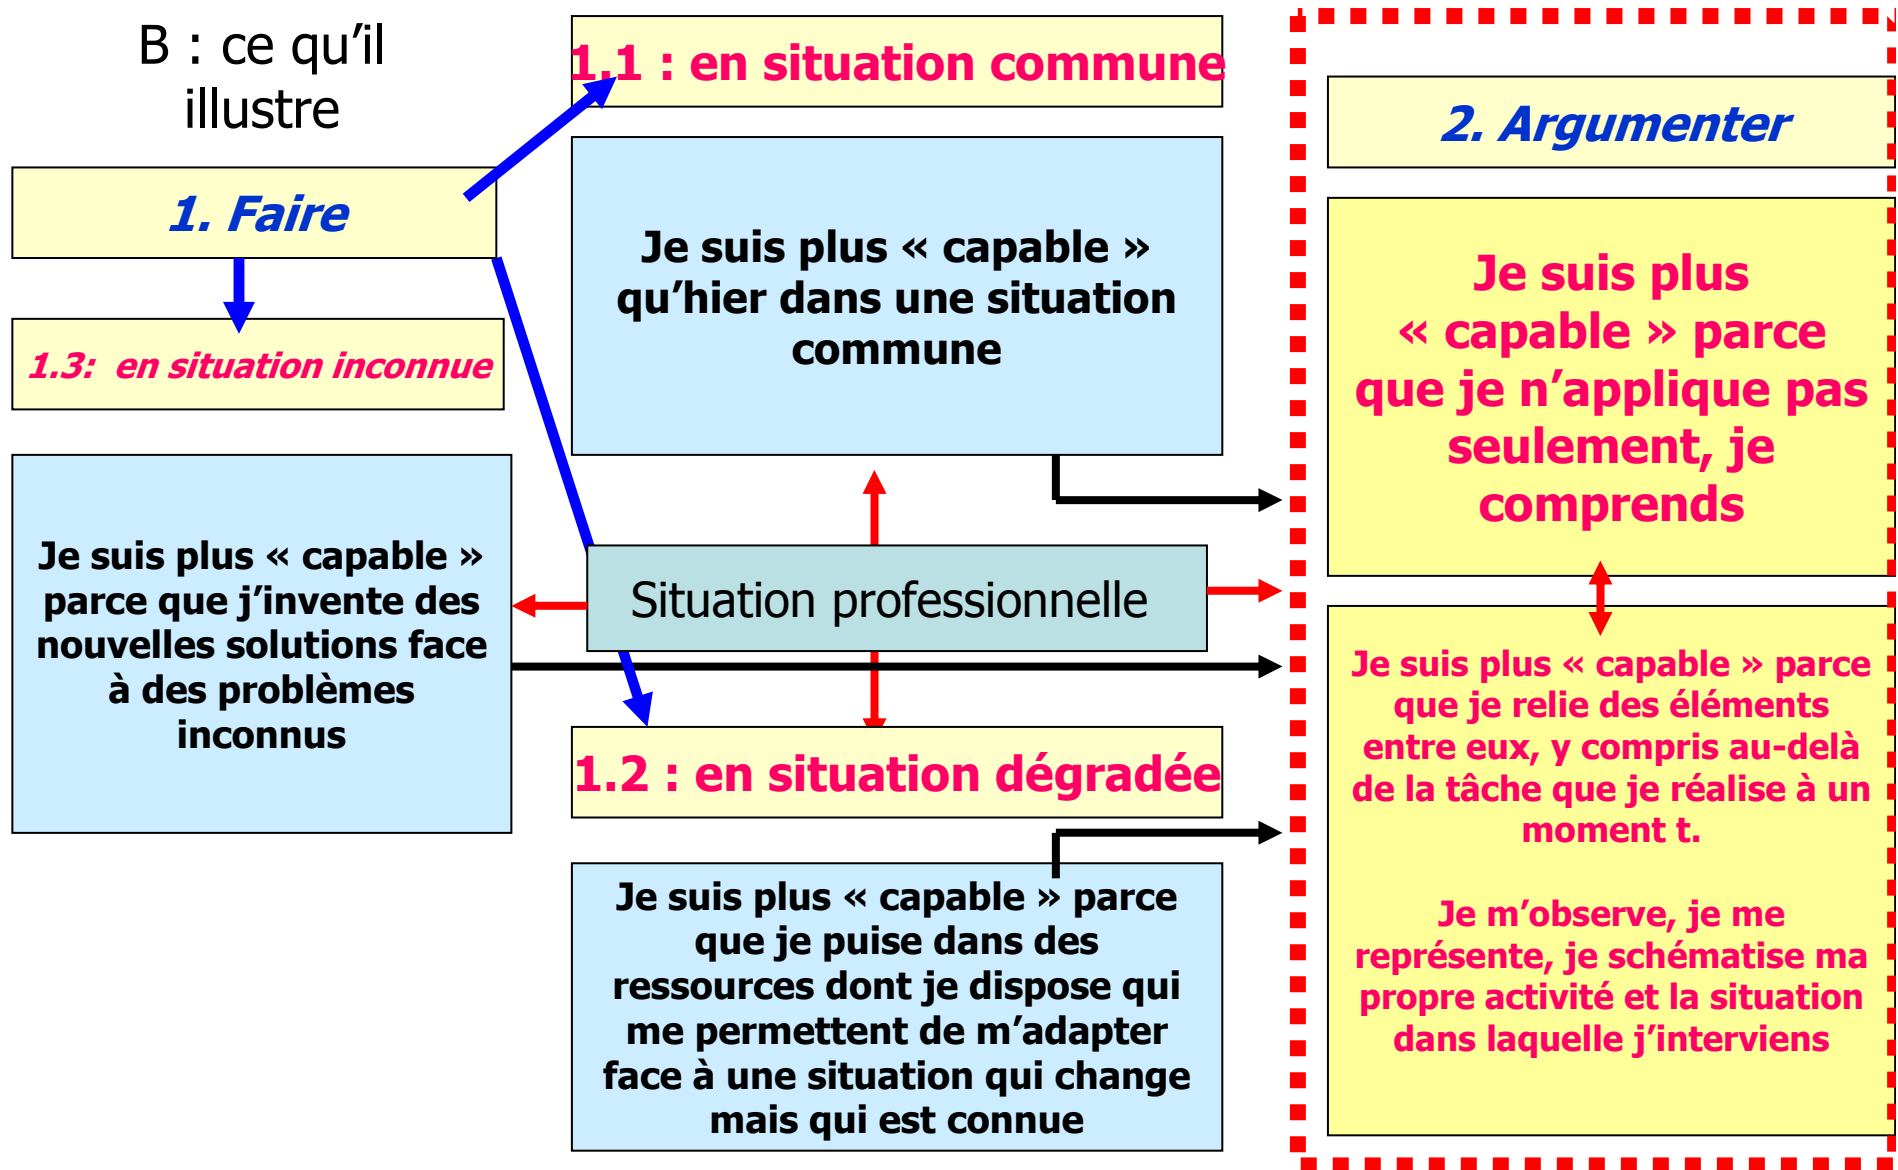 B : ce qu’il
illustre
1. Faire
1.3:  en situation inconnue
Je suis plus « capable »
parce que j’invente des
nouvelles solutions face
à des problèmes
inconnus
1.1 : en situation commune
Je suis plus « capable »
qu’hier dans une situation
commune
Situation professionnelle
1.2 : en situation dégradée
Je suis plus « capable » parce
que je puise dans des
ressources dont je dispose qui
me permettent de m’adapter
face à une situation qui change
mais qui est connue
2. Argumenter
Je suis plus
« capable » parce
que je n’applique pas
seulement, je
comprends
Je suis plus « capable » parce
que je relie des éléments
entre eux, y compris au-delà
de la tâche que je réalise à un
moment t.
Je m’observe, je me
représente, je schématise ma
propre activité et la situation
dans laquelle j’interviens